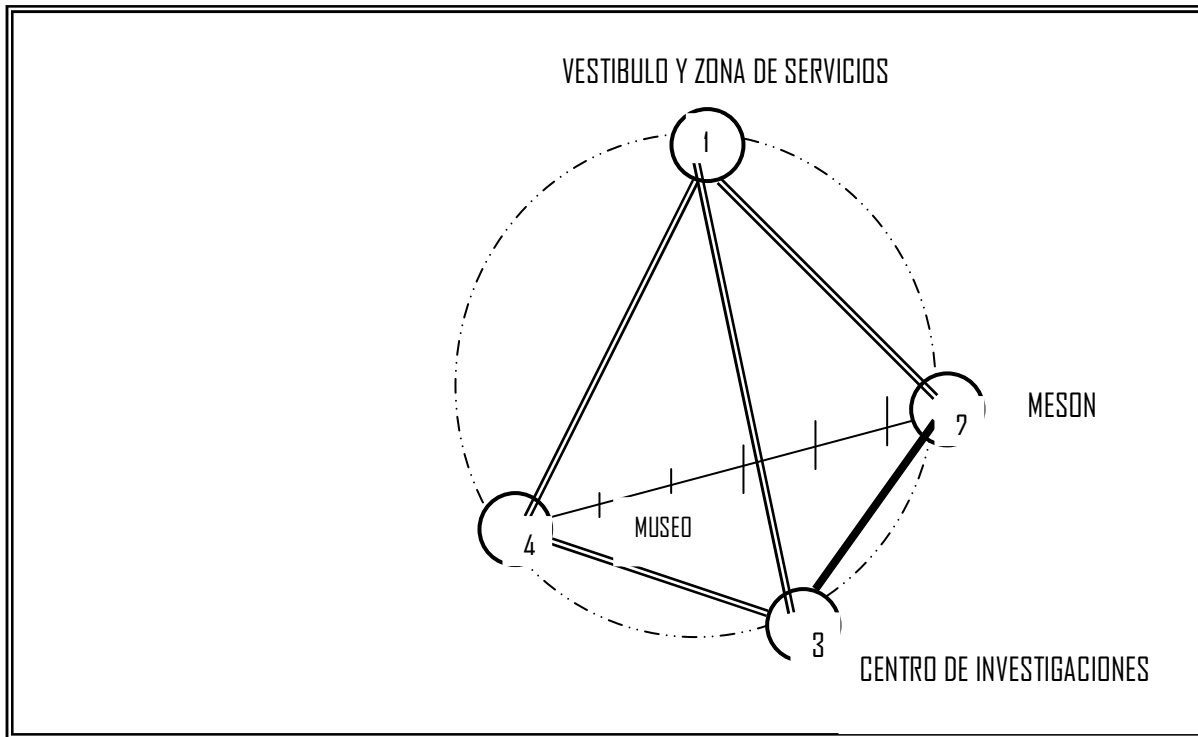 VESTIBULO Y ZONA DE SERVICIOS
1
MESON
2
MUSEO
4
3
CENTRO DE INVESTIGACIONES